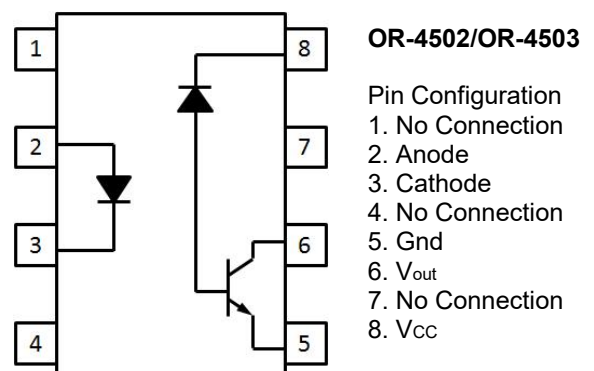 OR-4502/OR-4503
Pin Configuration
1. No Connection
2. Anode
3. Cathode
4. No Connection
5. Gnd
6. Vout
7. No Connection
8. VCC
1
2
3
4
8
7
6
5